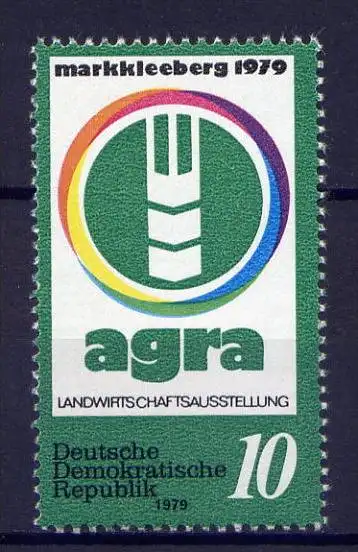 markkleeberg 1979
agra
LANDWIRTSCHAFTSAUSSTELLUNG
Deutsche
Demokratische
Republik
10
1979